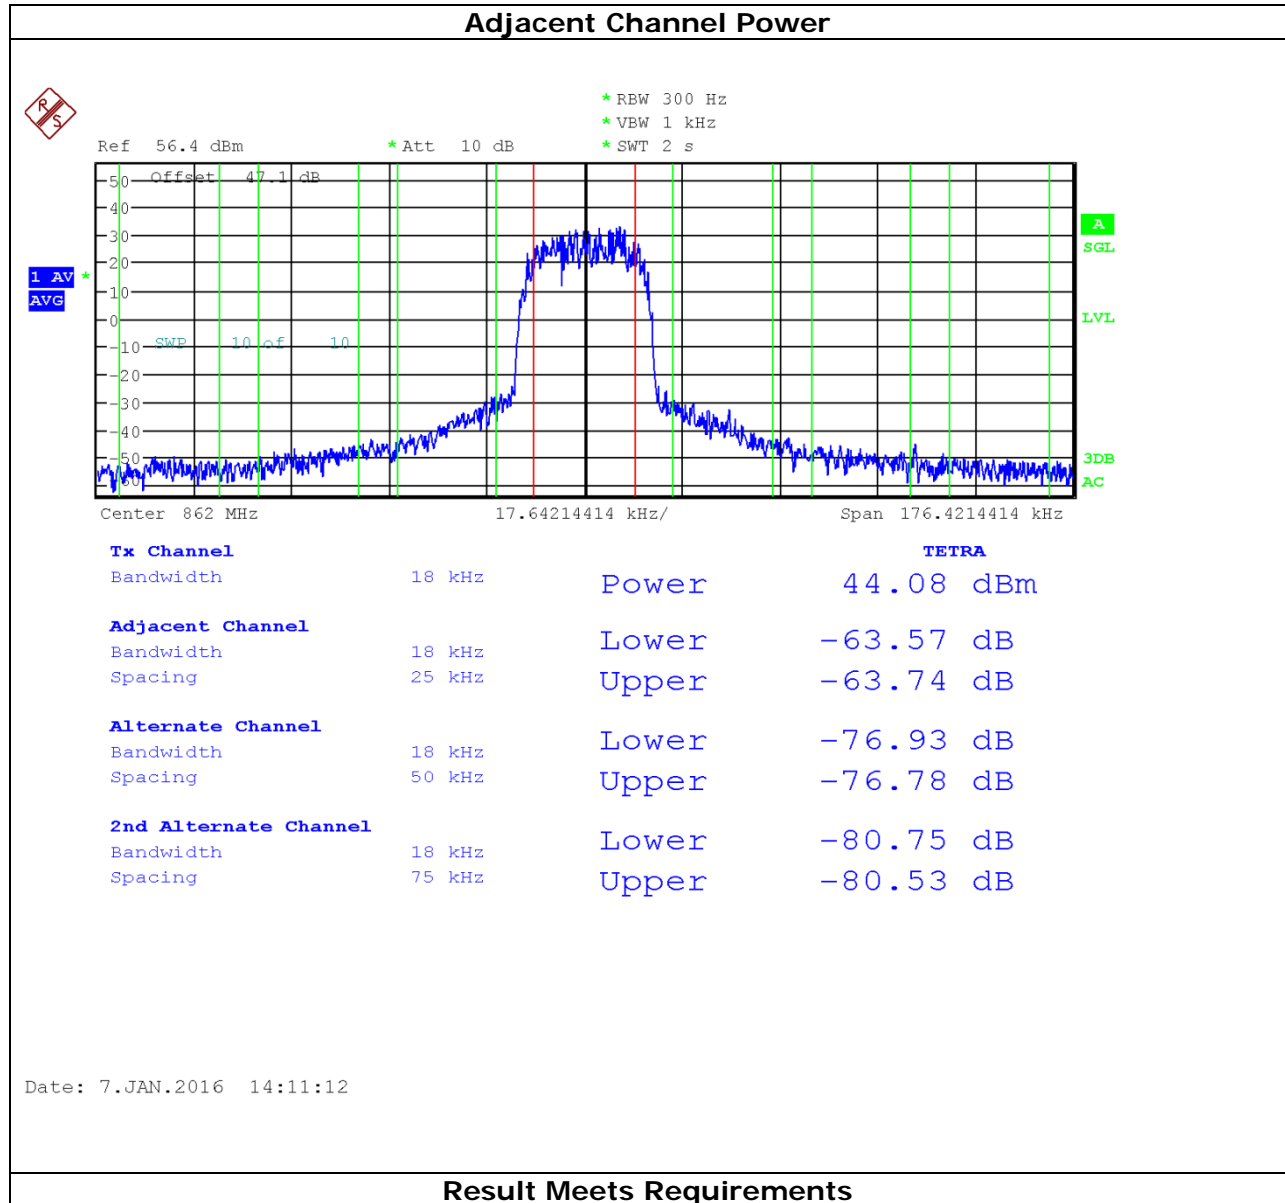 Adjacent Channel Power
R S
* RBW 300 Hz
* VBW 1 kHz
Ref 56.4 dBm * Att 10 dB * SWT 2 s
50 Offset 47.1 dB
40
A
30
SGL
20
1 AV *
10
AVG
0
LVL
-10 SWP 10 of 10
-20
-30
-40
-50
3DB
-60
AC
Center 862 MHz 17.64214414 kHz/ Span 176.4214414 kHz
Tx Channel TETRA
Bandwidth 18 kHz Power 44.08 dBm
Adjacent Channel
Bandwidth 18 kHz Lower -63.57 dB
Spacing 25 kHz Upper -63.74 dB
Alternate Channel
Bandwidth 18 kHz Lower -76.93 dB
Spacing 50 kHz Upper -76.78 dB
2nd Alternate Channel
Bandwidth 18 kHz Lower -80.75 dB
Spacing 75 kHz Upper -80.53 dB
Date: 7.JAN.2016 14:11:12
Result Meets Requirements